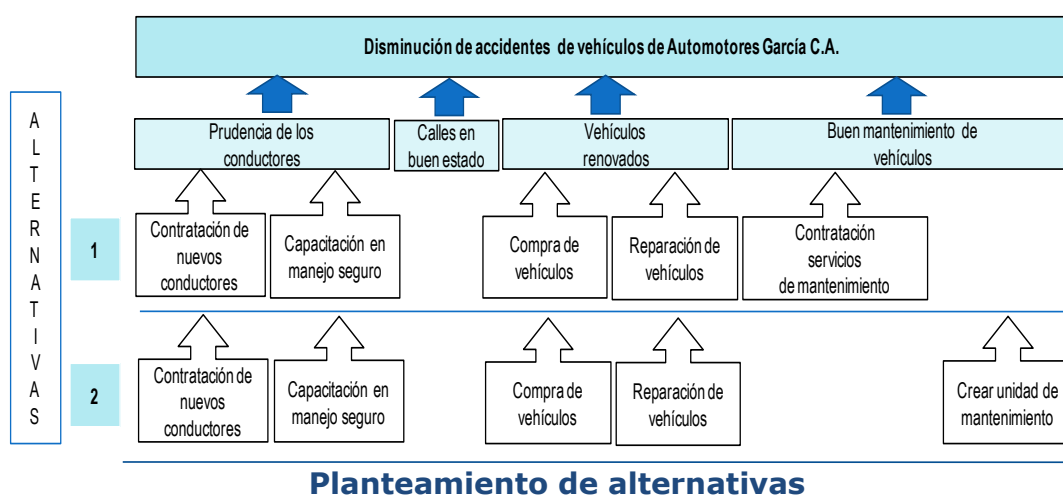 Disminución de accidentes de vehículos de Automotores García C.A.
Prudencia de los
conductores
Calles en
buen estado
Vehículos
renovados
Buen mantenimiento de
vehículos
ALTERNATIVAS
1
Contratación de
nuevos
conductores
Capacitación en
manejo seguro
Compra de
vehículos
Reparación de
vehículos
Contratación
servicios
de mantenimiento
2
Contratación de
nuevos
conductores
Capacitación en
manejo seguro
Compra de
vehículos
Reparación de
vehículos
Crear unidad de
mantenimiento
Planteamiento de alternativas